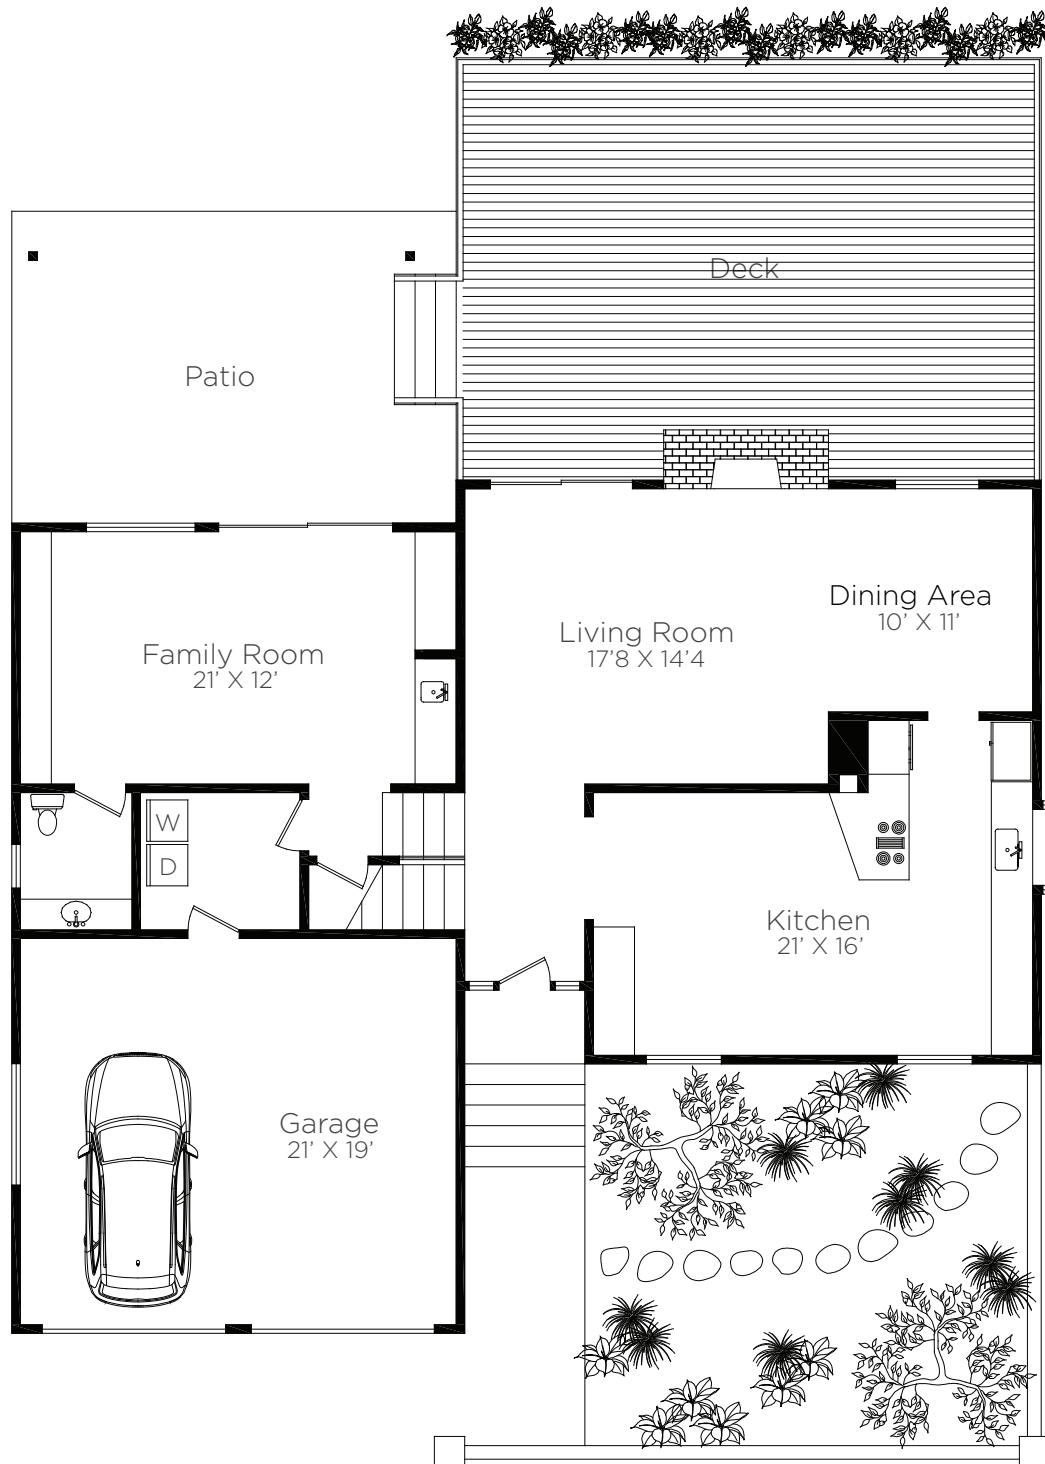 Deck
Patio
Dining Area
10’ X 11’
Living Room
17’8 X 14’4
Family Room
21’ X 12’
W
D
Kitchen
21’ X 16’
Garage
21’ X 19’